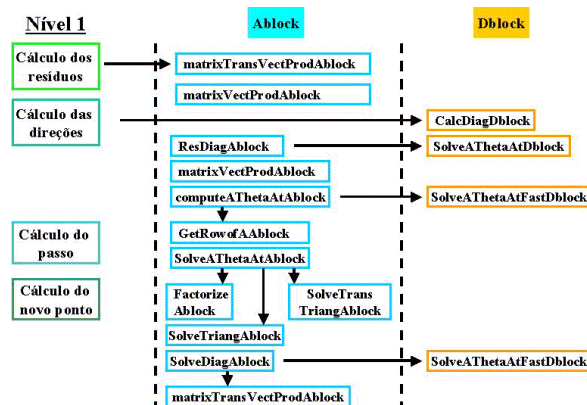 Nível 1
Ablock
Dblock
Cálculo dos
resíduos
matrixTransVectProdAblock
matrixVectProdAblock
Cálculo das
direções
CalcDiagDblock
ResDiagAblock
SolveAThetaAtDblock
matrixVectProdAblock
computeAThetaAtAblock
SolveAThetaAtFastDblock
Cálculo do
passo
GetRowofAAblock
SolveAThetaAtAblock
Cálculo do
novo ponto
Factorize
Ablock
SolveTrans
TriangAblock
SolveTriangAblock
SolveDiagAblock
SolveAThetaAtFastDblock
matrixTransVectProdAblock